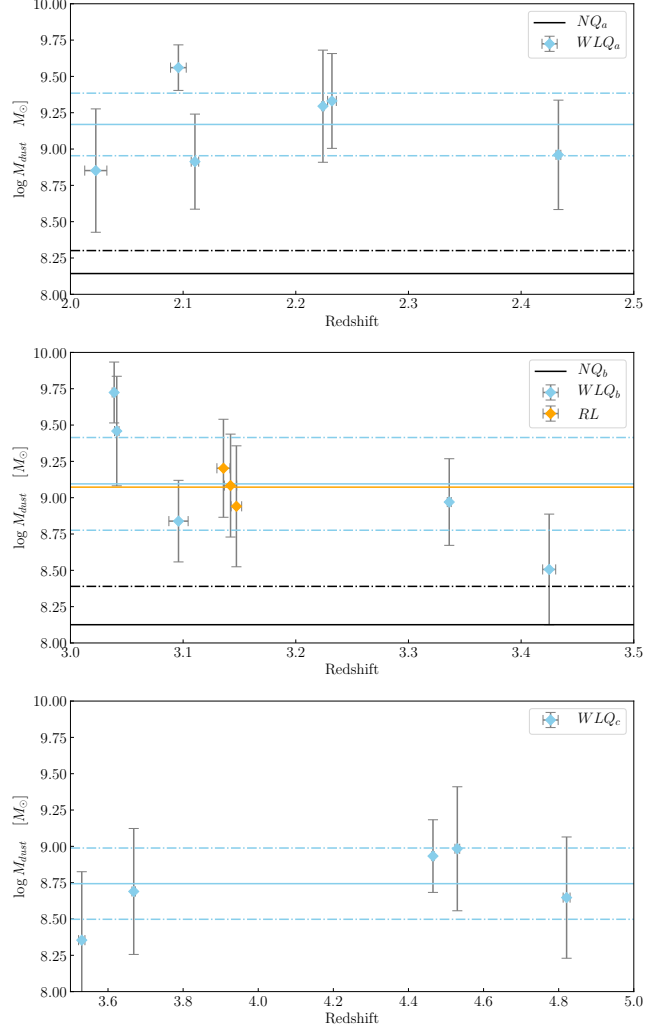 10.00
9.75
9.50
9.25
9.00
8.75
8.50
8.25
8.00
log M_dust M_⊙]
NQ_a
WLQ_a
2.0 2.1 2.2 2.3 2.4 2.5
Redshift
10.00
9.75
9.50
9.25
9.00
8.75
8.50
8.25
8.00
log M_dust [M_⊙]
NQ_b
WLQ_b
RL
3.0 3.1 3.2 3.3 3.4 3.5
Redshift
10.00
9.75
9.50
9.25
9.00
8.75
8.50
8.25
8.00
log M_dust [M_⊙]
WLQ_c
3.6 3.8 4.0 4.2 4.4 4.6 4.8 5.0
Redshift